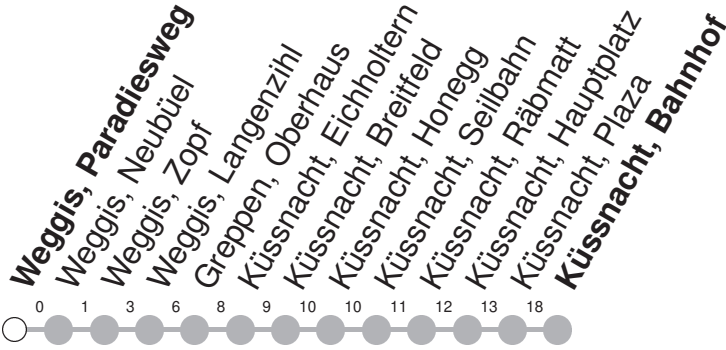 Weggis, Paradiesweg
Weggis, Neubüel
Weggis, Zopf
Weggis, Langenzihl
Greppen, Oberhaus
Küssnacht, Eichholtern
Küssnacht, Breitfeld
Küssnacht, Honegg
Küssnacht, Seilbahn
Küssnacht, Räbmatt
Küssnacht, Hauptplatz
Küssnacht, Plaza
Küssnacht, Bahnhof
0 1 3 6 8 9 10 10 11 12 13 18